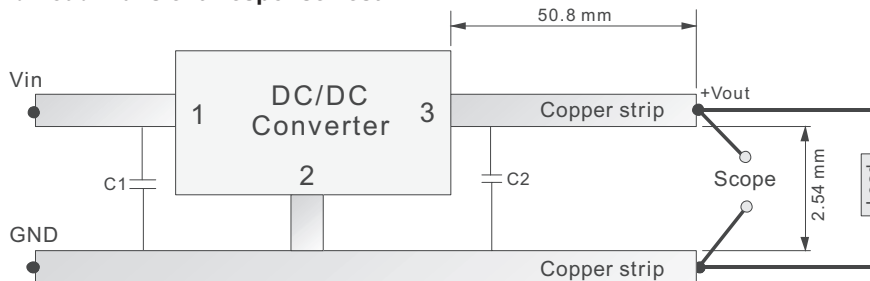 50.8 mm
Vin
+Vout
DC/DC
Converter
1
2
3
Copper strip
C1
C2
Scope
2.54 mm
GND
Copper strip